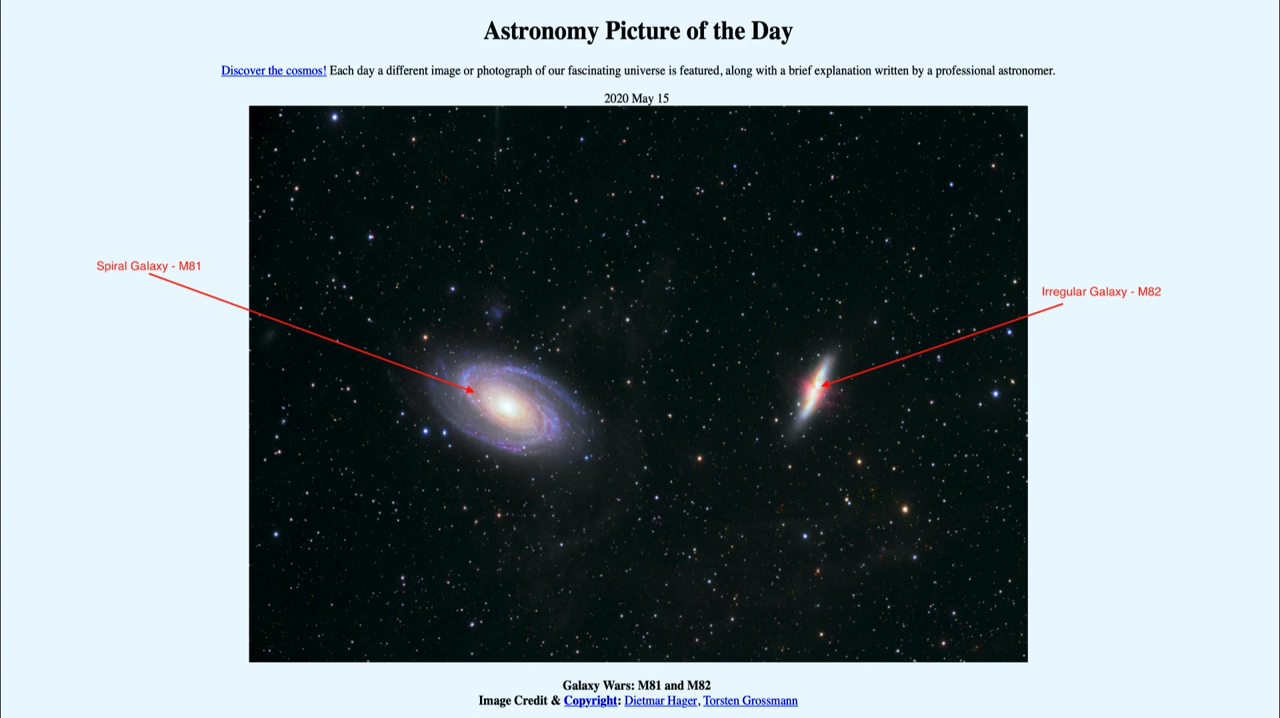 Astronomy Picture of the Day
Discover the cosmos! Each day a different image or photograph of our fascinating universe is featured, along with a brief explanation written by a professional astronomer.
2020 May 15
Spiral Galaxy - M81
Irregular Galaxy - M82
Galaxy Wars: M81 and M82
Image Credit & Copyright: Dietmar Hager, Torsten Grossmann